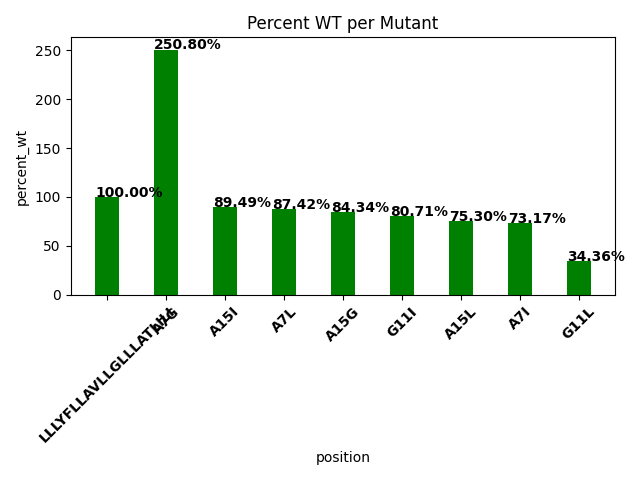 Percent WT per Mutant
250.80%
100.00%
89.49%
87.42%
84.34%
80.71%
75.30%
73.17%
34.36%
250
200
150
100
50
0
percent_wt
A7G
A15I
A7L
A15G
G11I
A15L
A7I
G11L
position